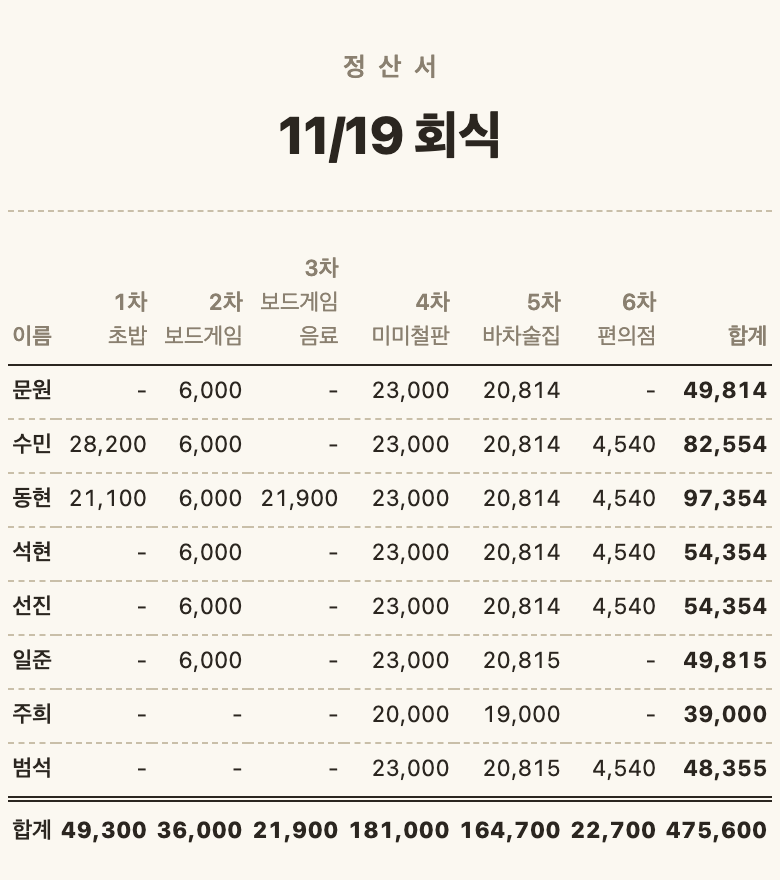 정 산 서
11/19 회식
이름 1차 초밥 2차 보드게임 3차 보드게임 음료 4차 미미철판 5차 바차술집 6차 편의점 합계
문원 - 6,000 - 23,000 20,814 - 49,814
수민 28,200 6,000 - 23,000 20,814 4,540 82,554
동현 21,100 6,000 21,900 23,000 20,814 4,540 97,354
석현 - 6,000 - 23,000 20,814 4,540 54,354
선진 - 6,000 - 23,000 20,814 4,540 54,354
일준 - 6,000 - 23,000 20,815 - 49,815
주희 - - - 20,000 19,000 - 39,000
범석 - - - 23,000 20,815 4,540 48,355
합계 49,300 36,000 21,900 181,000 164,700 22,700 475,600